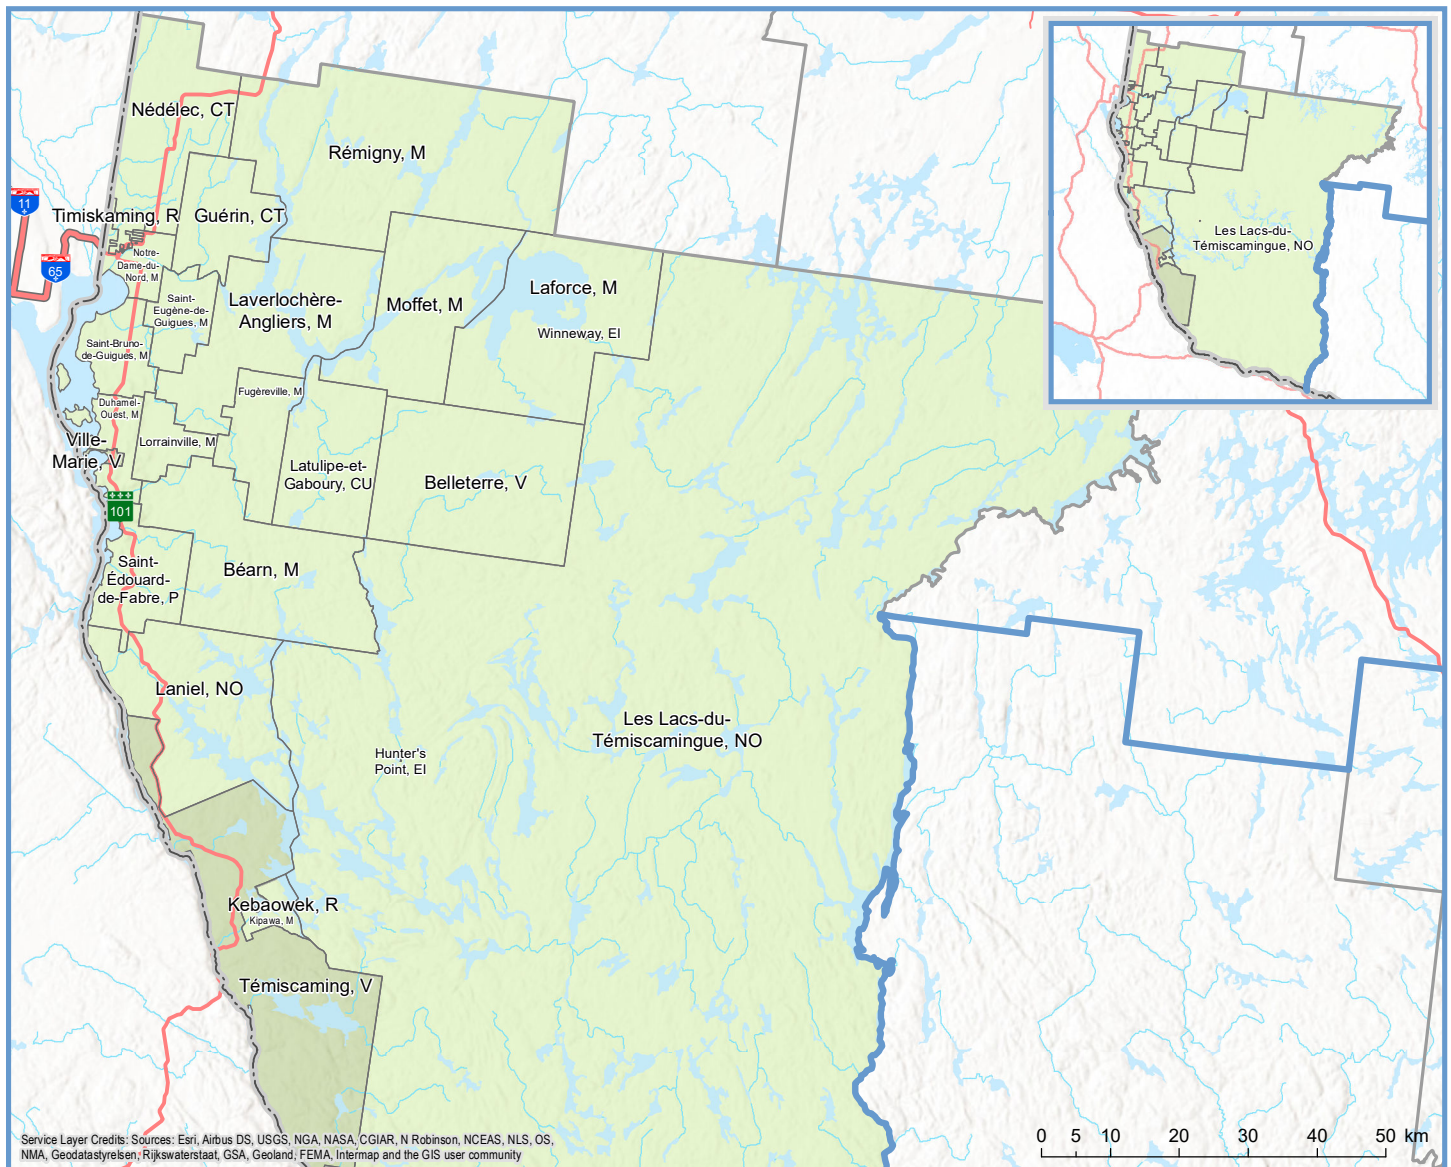 Nédélec, CT
Rémigny, M
11
65
Timiskaming, R
Guérin, CT
Notre-
Dame-du-
Nord, M
Saint-
Eugène-de-
Guigues, M
Laverlochère-
Angliers, M
Moffet, M
Laforce, M
Winneway, EI
Saint-Bruno-
de-Guigues, M
Fugèreville, M
Duhamel-
Ouest, M
Ville-
Marie, V
Lorrainville, M
Latulipe-et-
Gaboury, CU
Belleterre, V
101
Saint-
Édouard-
de-Fabre, P
Béarn, M
Laniel, NO
Les Lacs-du-
Témiscamingue, NO
Hunter's
Point, EI
Kebaowek, R
Kipawa, M
Témiscaming, V
Les Lacs-du-
Témiscamingue, NO
Service Layer Credits: Sources: Esri, Airbus DS, USGS, NGA, NASA, CGIAR, N Robinson, NCEAS, NLS, OS,
NMA, Geodatastyrelsen, Rijkswaterstaat, GSA, Geoland, FEMA, Intermap and the GIS user community
0 5 10 20 30 40 50 km